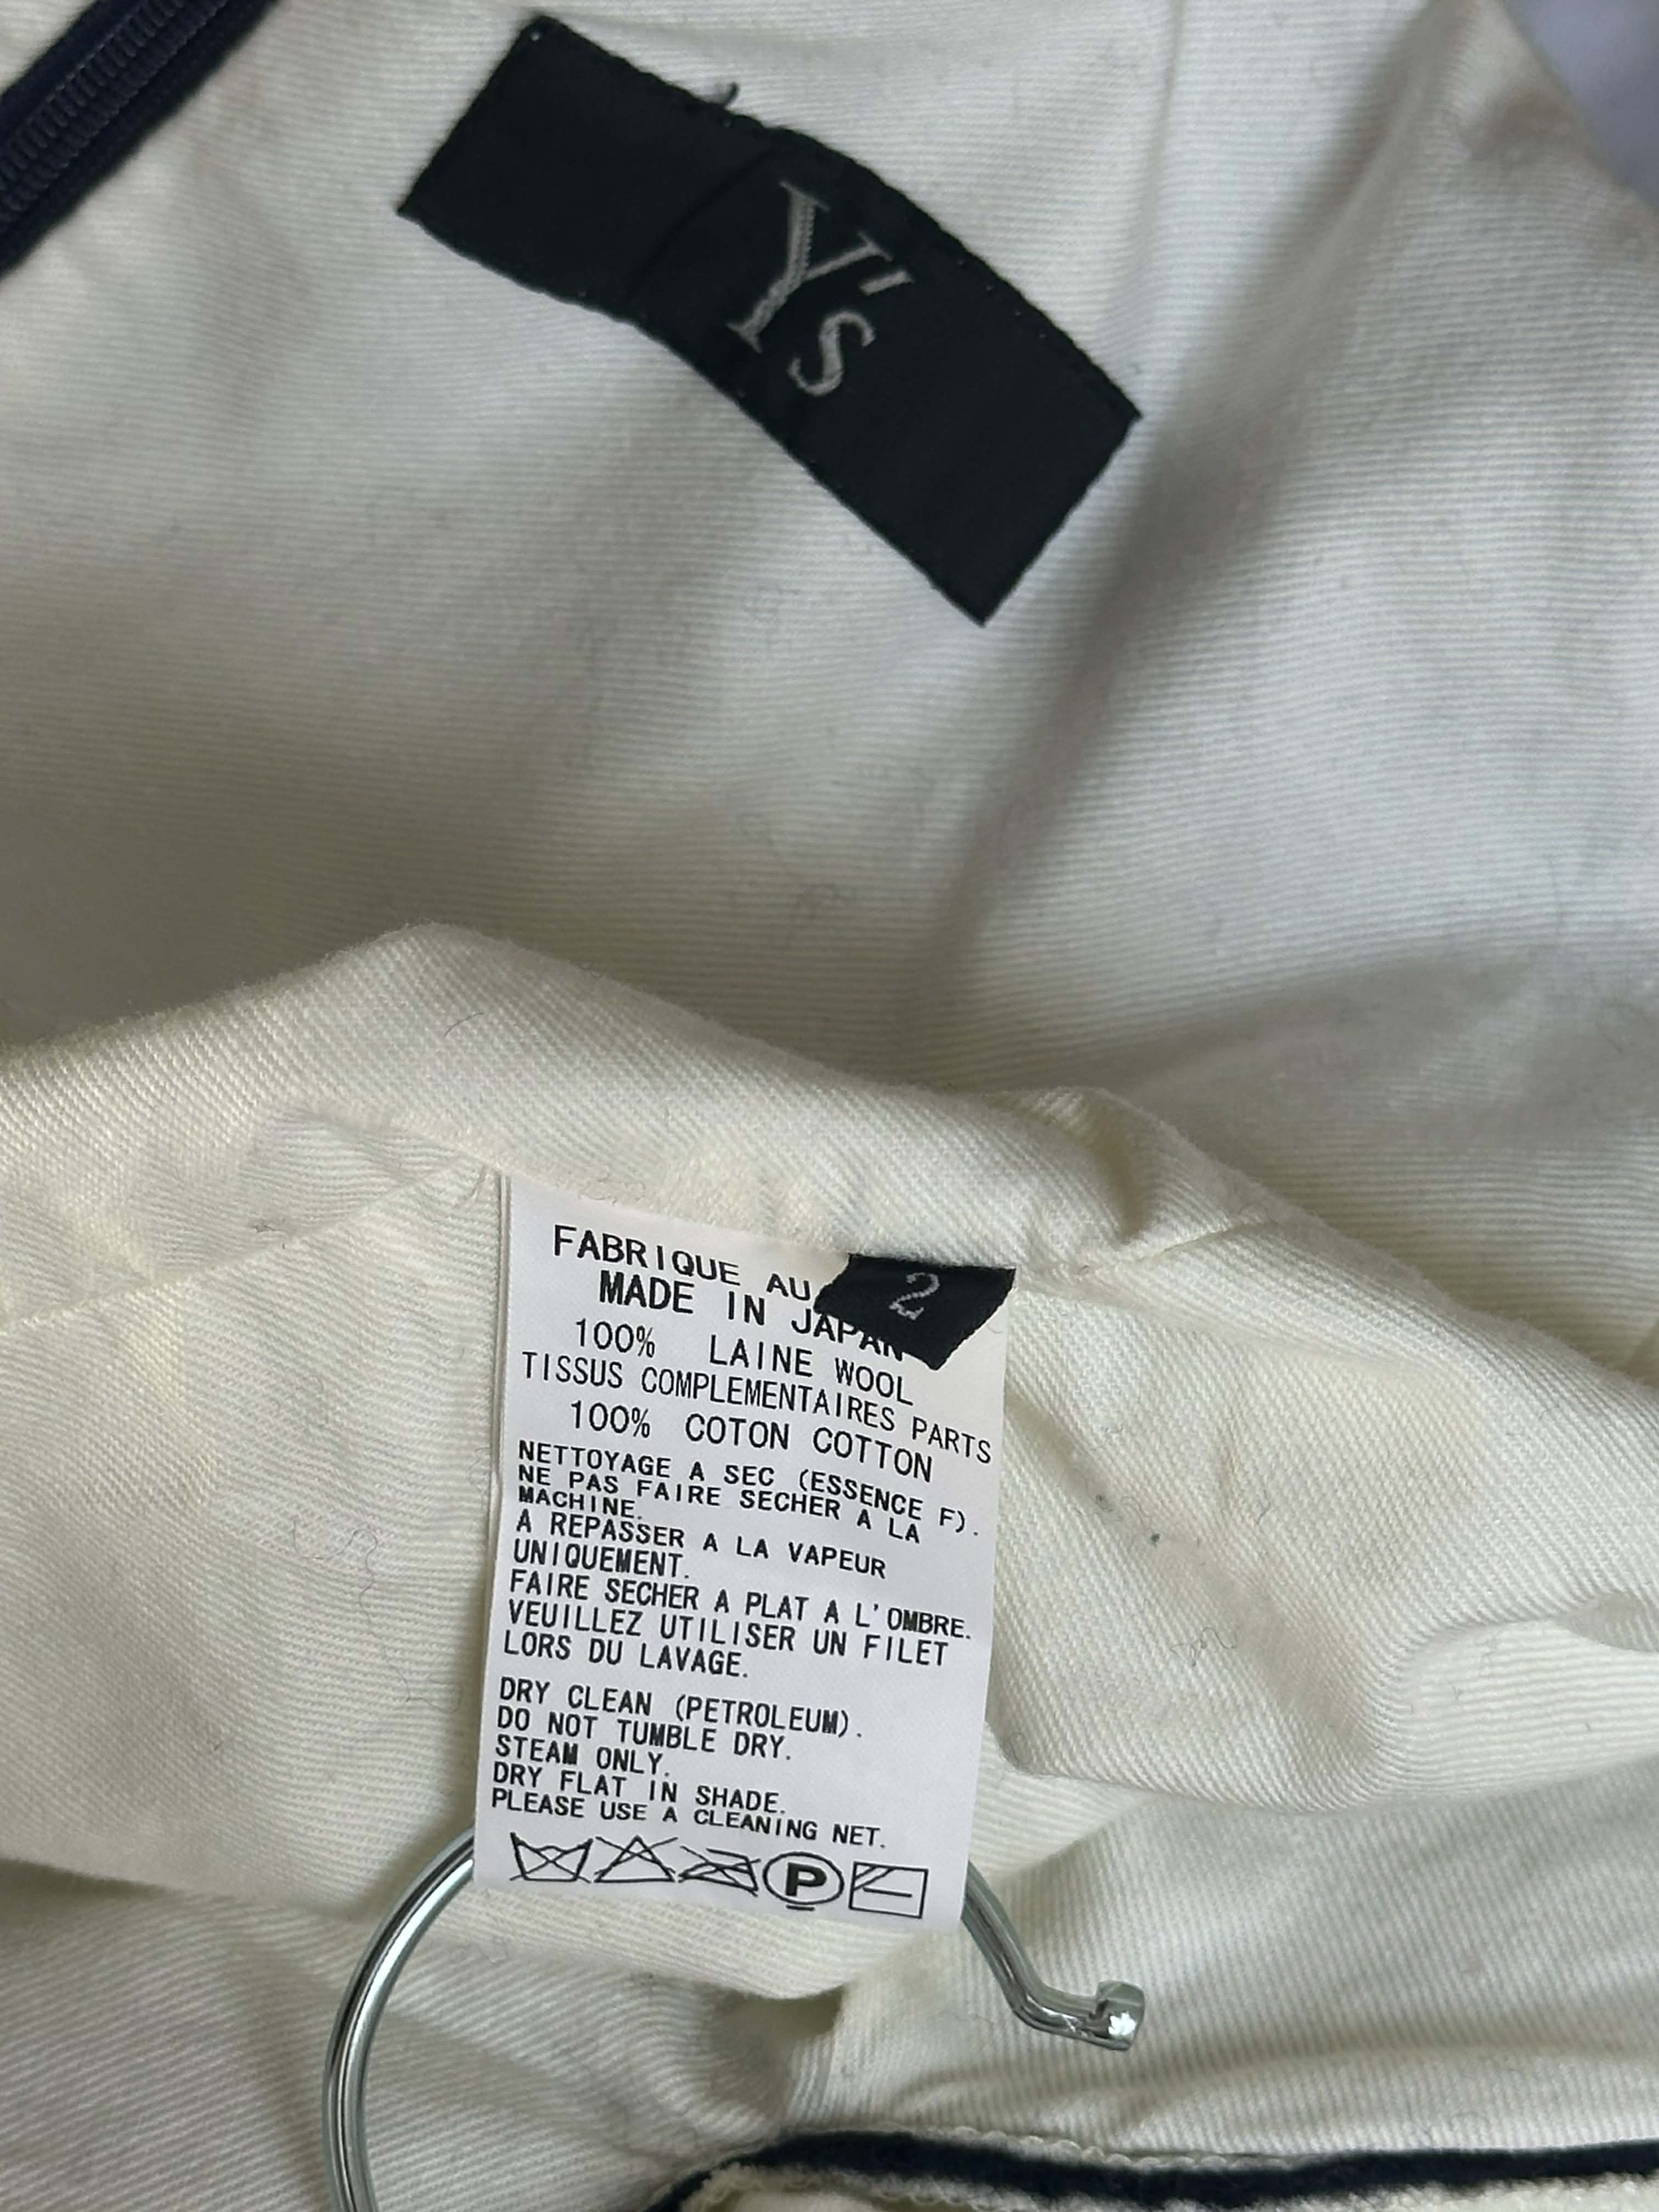 Y's
2
FABRIQUE AU
MADE IN JAPAN
100% LAINE WOOL
TISSUS COMPLEMENTAIRES PARTS
100% COTON COTTON
NETTOYAGE A SEC (ESSENCE F).
NE PAS FAIRE SECHER A LA
MACHINE.
A REPASSER A LA VAPEUR
UNIQUEMENT.
FAIRE SECHER A PLAT A L'OMBRE.
VEUILLEZ UTILISER UN FILET
LORS DU LAVAGE.
DRY CLEAN (PETROLEUM).
DO NOT TUMBLE DRY.
STEAM ONLY.
DRY FLAT IN SHADE.
PLEASE USE A CLEANING NET.
P